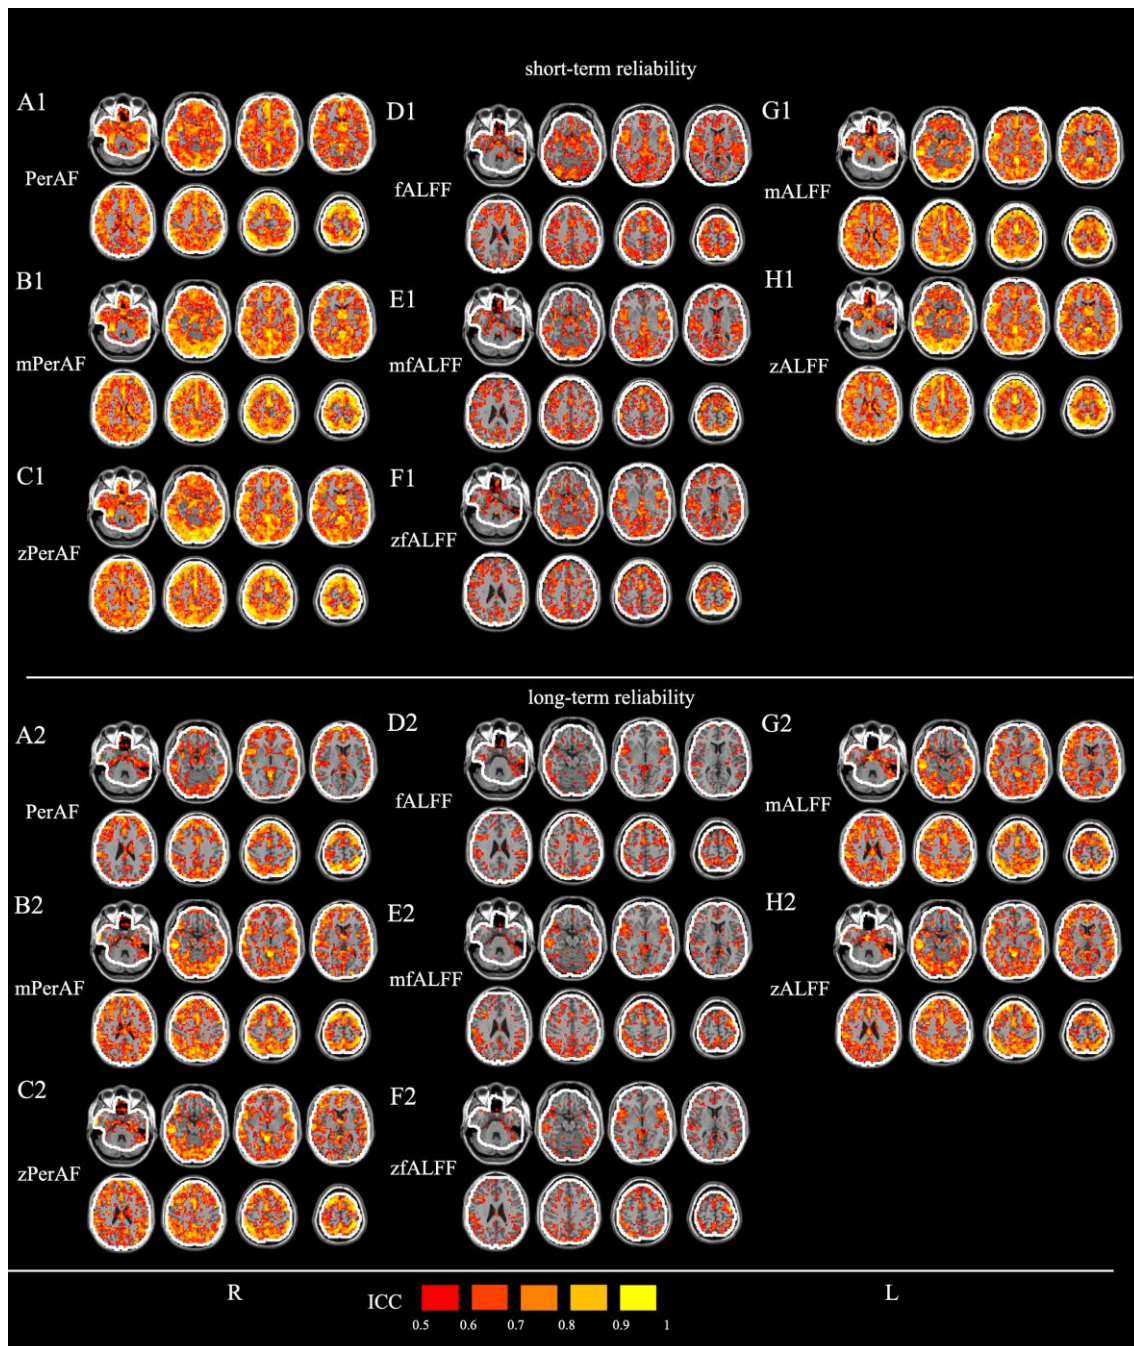 short-term reliability
A1
PerAF
B1
mPerAF
C1
zPerAF
D1
fALFF
E1
mfALFF
F1
zfALFF
G1
mALFF
H1
zALFF
long-term reliability
A2
PerAF
B2
mPerAF
C2
zPerAF
D2
fALFF
E2
mfALFF
F2
zfALFF
G2
mALFF
H2
zALFF
R
ICC
L
0.5 0.6 0.7 0.8 0.9 1